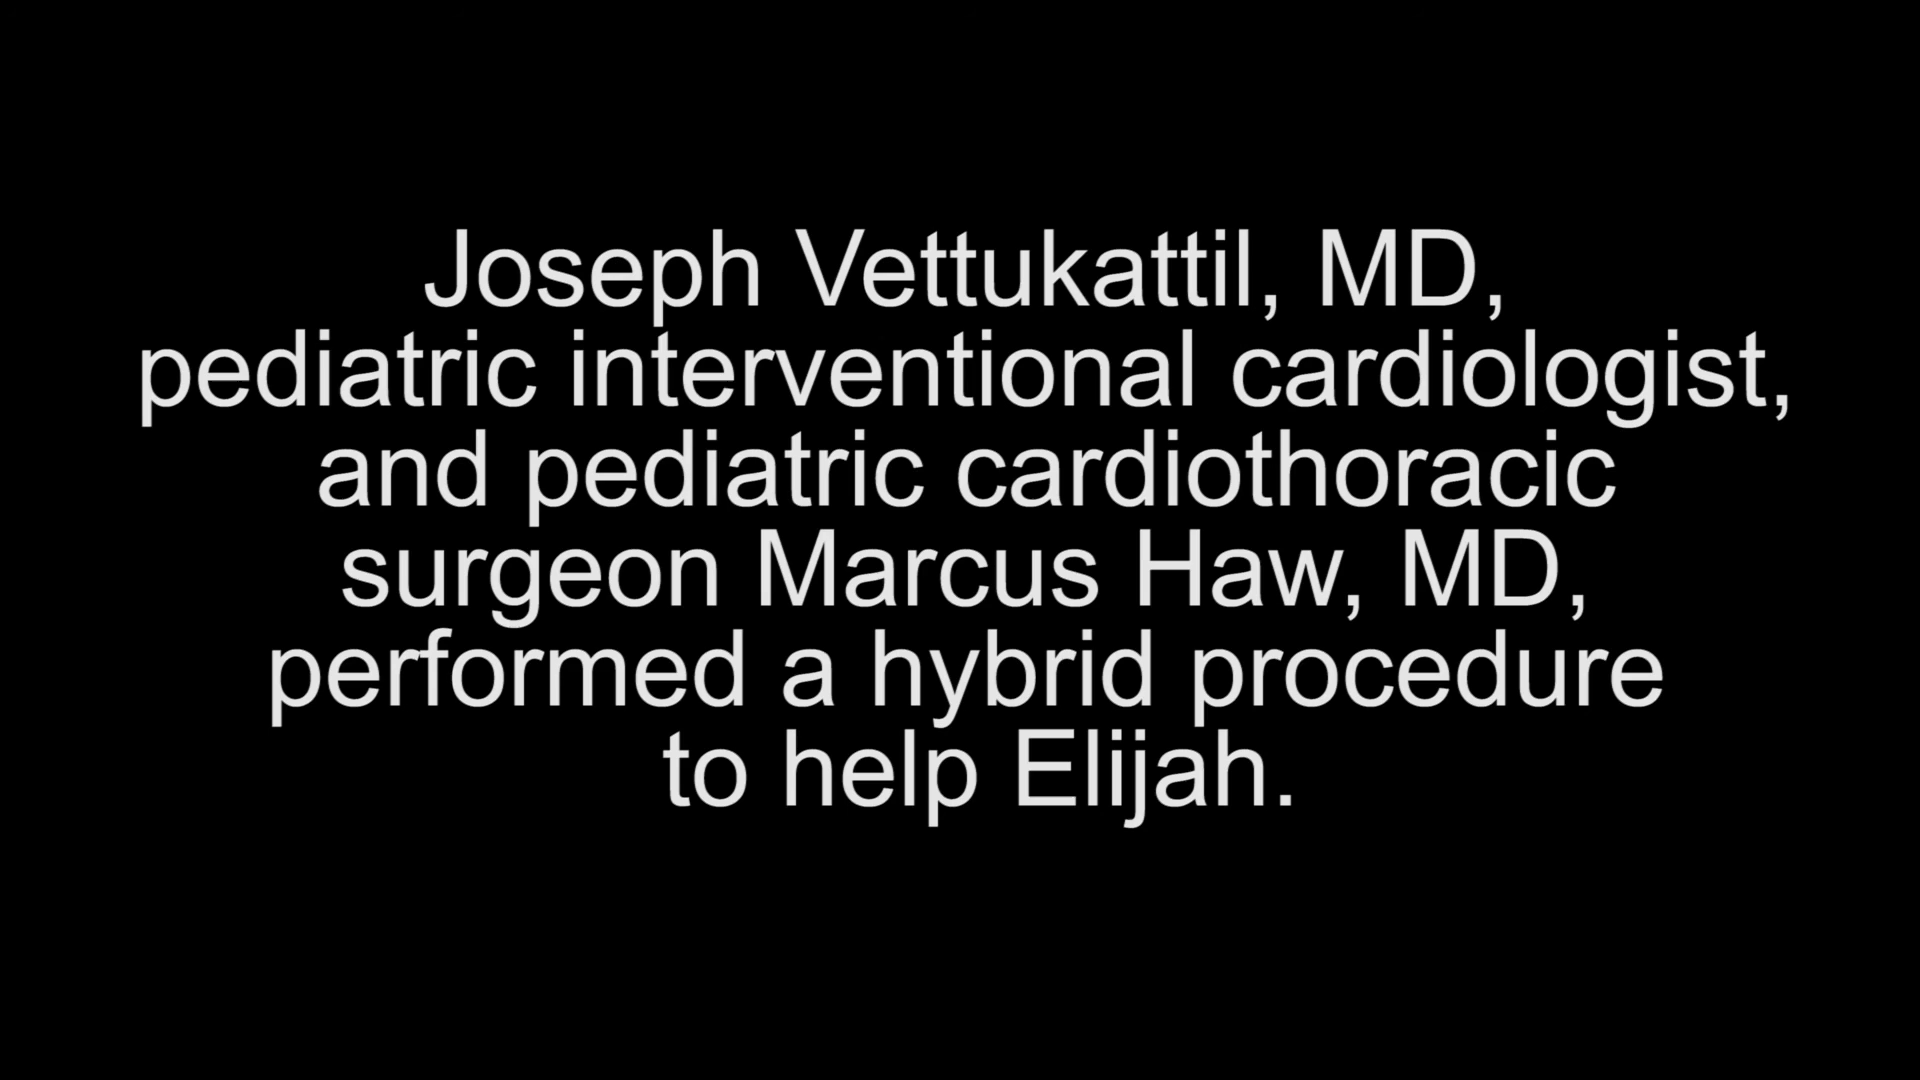 Joseph Vettukattil, MD,
pediatric interventional cardiologist,
and pediatric cardiothoracic
surgeon Marcus Haw, MD,
performed a hybrid procedure
to help Elijah.